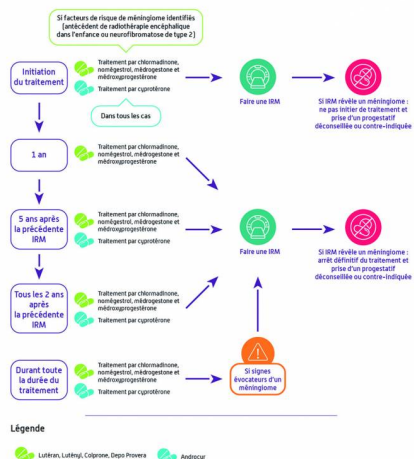 Si facteurs de risque de méningiome identifiés
(antécédent de radiothérapie encéphalique
dans l'enfance ou neurofibromatose de type 2)
Initiation
du traitement
Traitement par chlormadinone,
nomégestrol, médrogestone et
médroxyprogestérone
Traitement par cyprotérone
Dans tous les cas
Faire une IRM
Si IRM révèle un méningiome :
ne pas initier de traitement et
prise d'un progestatif
déconseillée ou contre-indiquée
1 an
Traitement par chlormadinone,
nomégestrol, médrogestone et
médroxyprogestérone
5 ans après
la précédente
IRM
Traitement par chlormadinone,
nomégestrol, médrogestone et
médroxyprogestérone
Traitement par cyprotérone
Faire une IRM
Si IRM révèle un méningiome :
arrêt définitif du traitement et
prise d'un progestatif
déconseillée ou contre-indiquée
Tous les 2 ans
après
la précédente
IRM
Traitement par chlormadinone,
nomégestrol, médrogestone et
médroxyprogestérone
Traitement par cyprotérone
Durant toute
la durée du
traitement
Traitement par chlormadinone,
nomégestrol, médrogestone et
médroxyprogestérone
Traitement par cyprotérone
Si signes
évocateurs d'un
méningiome
Légende
Lutéran, Lutényl, Colprone, Depo Provera
Androcur